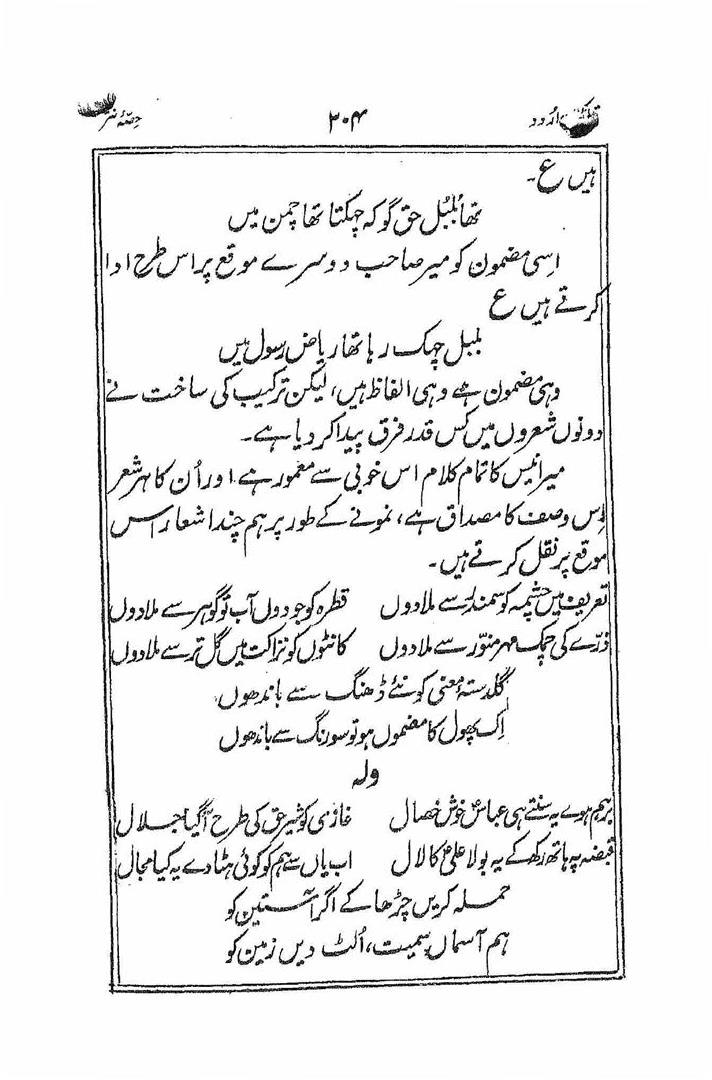 اُردو ۲۰۴ حِصّۂ نثر
ہیں ع۔
تھا بُلبُل حق گو کہ چہکتا تھا چمن میں
اِسی مضمون کو میر صاحب دوسرے موقع پر اس طرح ادا
کرتے ہیں ع
بلبل چہک رہا تھا ریاض رسول میں
وہی مضمون ہے وہی الفاظ ہیں، لیکن ترکیب کی ساخت نے
دونوں شعروں میں کس قدر فرق پیدا کر دیا ہے۔
میر انیس کا تمام کلام اس خوبی سے معمور ہے اور اُن کا ہر شعر
اِس وصف کا مصداق ہے، نمونے کے طور پر ہم چند اشعار اس
موقع پر نقل کرتے ہیں۔
تعریف میں چشمہ کو سمندر سے ملا دوں قطرہ کو جو دوں آب تو گوہر سے ملا دوں
ذرّے کی چمک مہر منوّر سے ملا دوں کانٹوں کو نزاکت میں گل تر سے ملا دوں
گلدستۂ معنی کو نئے ڈھنگ سے باندھوں
اِک پھول کا مضموں ہو تو سو رنگ سے باندھوں
ولہ
برہم ہوے یہ سنتے ہی عباسؑ خوش خصال غازی کو شیر حق کی طرح آ گیا جلال
قبضہ پہ ہاتھ رکھ کے یہ بولا علیؑ کا لال اب یاں سے ہم کو کوئی ہٹا دے یہ کیا مجال
حملہ کریں چڑھا کے اگر آستین کو
ہم آسماں سمیت، اُلٹ دیں زمین کو